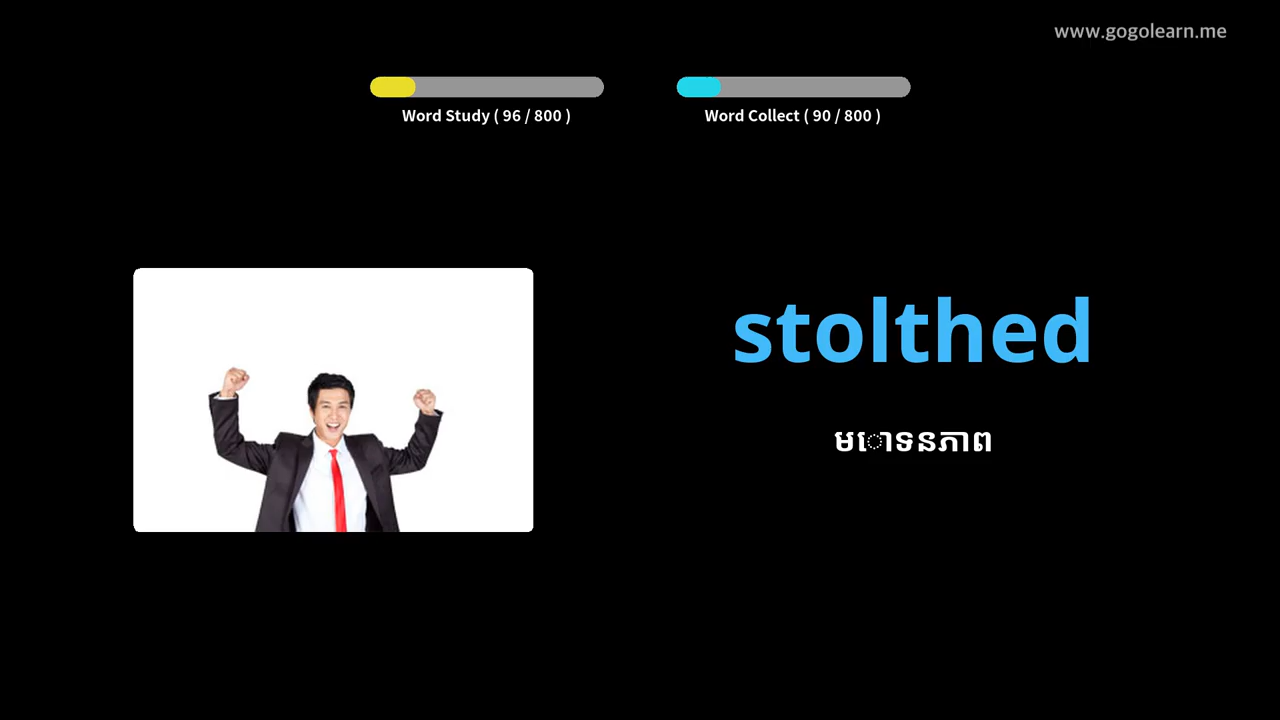 www.gogolearn.me
Word Study ( 96 / 800 )
Word Collect ( 90 / 800 )
stolthed
មោទនភាព